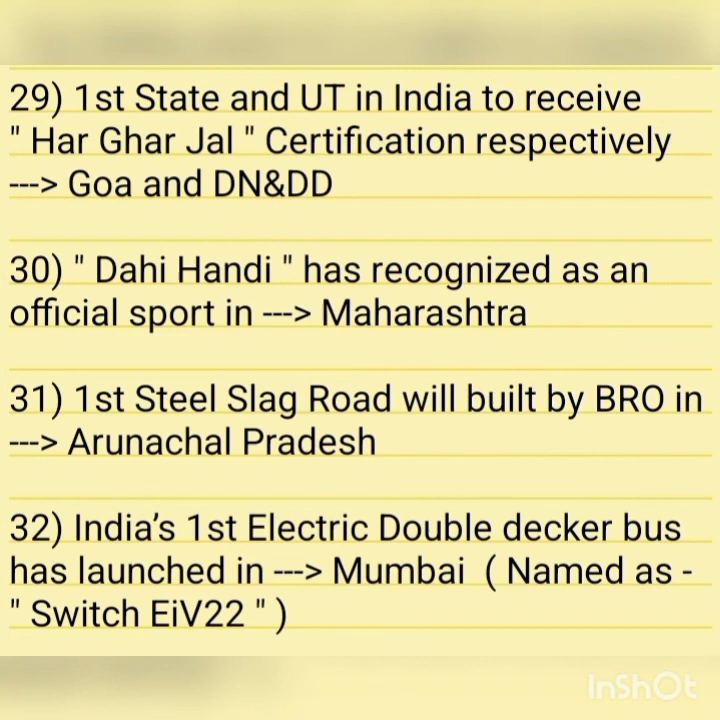 29) 1st State and UT in India to receive
" Har Ghar Jal " Certification respectively
---> Goa and DN&DD
30) " Dahi Handi " has recognized as an
official sport in ---> Maharashtra
31) 1st Steel Slag Road will built by BRO in
---> Arunachal Pradesh
32) India’s 1st Electric Double decker bus
has launched in ---> Mumbai ( Named as -
" Switch EiV22 " )
InShOt